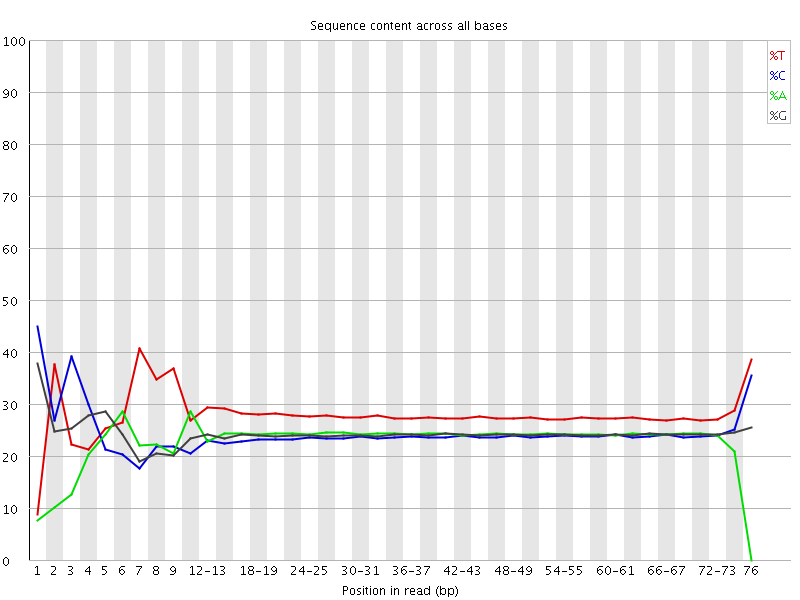 Sequence content across all bases
100
90
80
70
60
50
40
30
20
10
0
%T
%C
%A
%G
1 2 3 4 5 6 7 8 9 12-13 18-19 24-25 30-31 36-37 42-43 48-49 54-55 60-61 66-67 72-73 76
Position in read (bp)